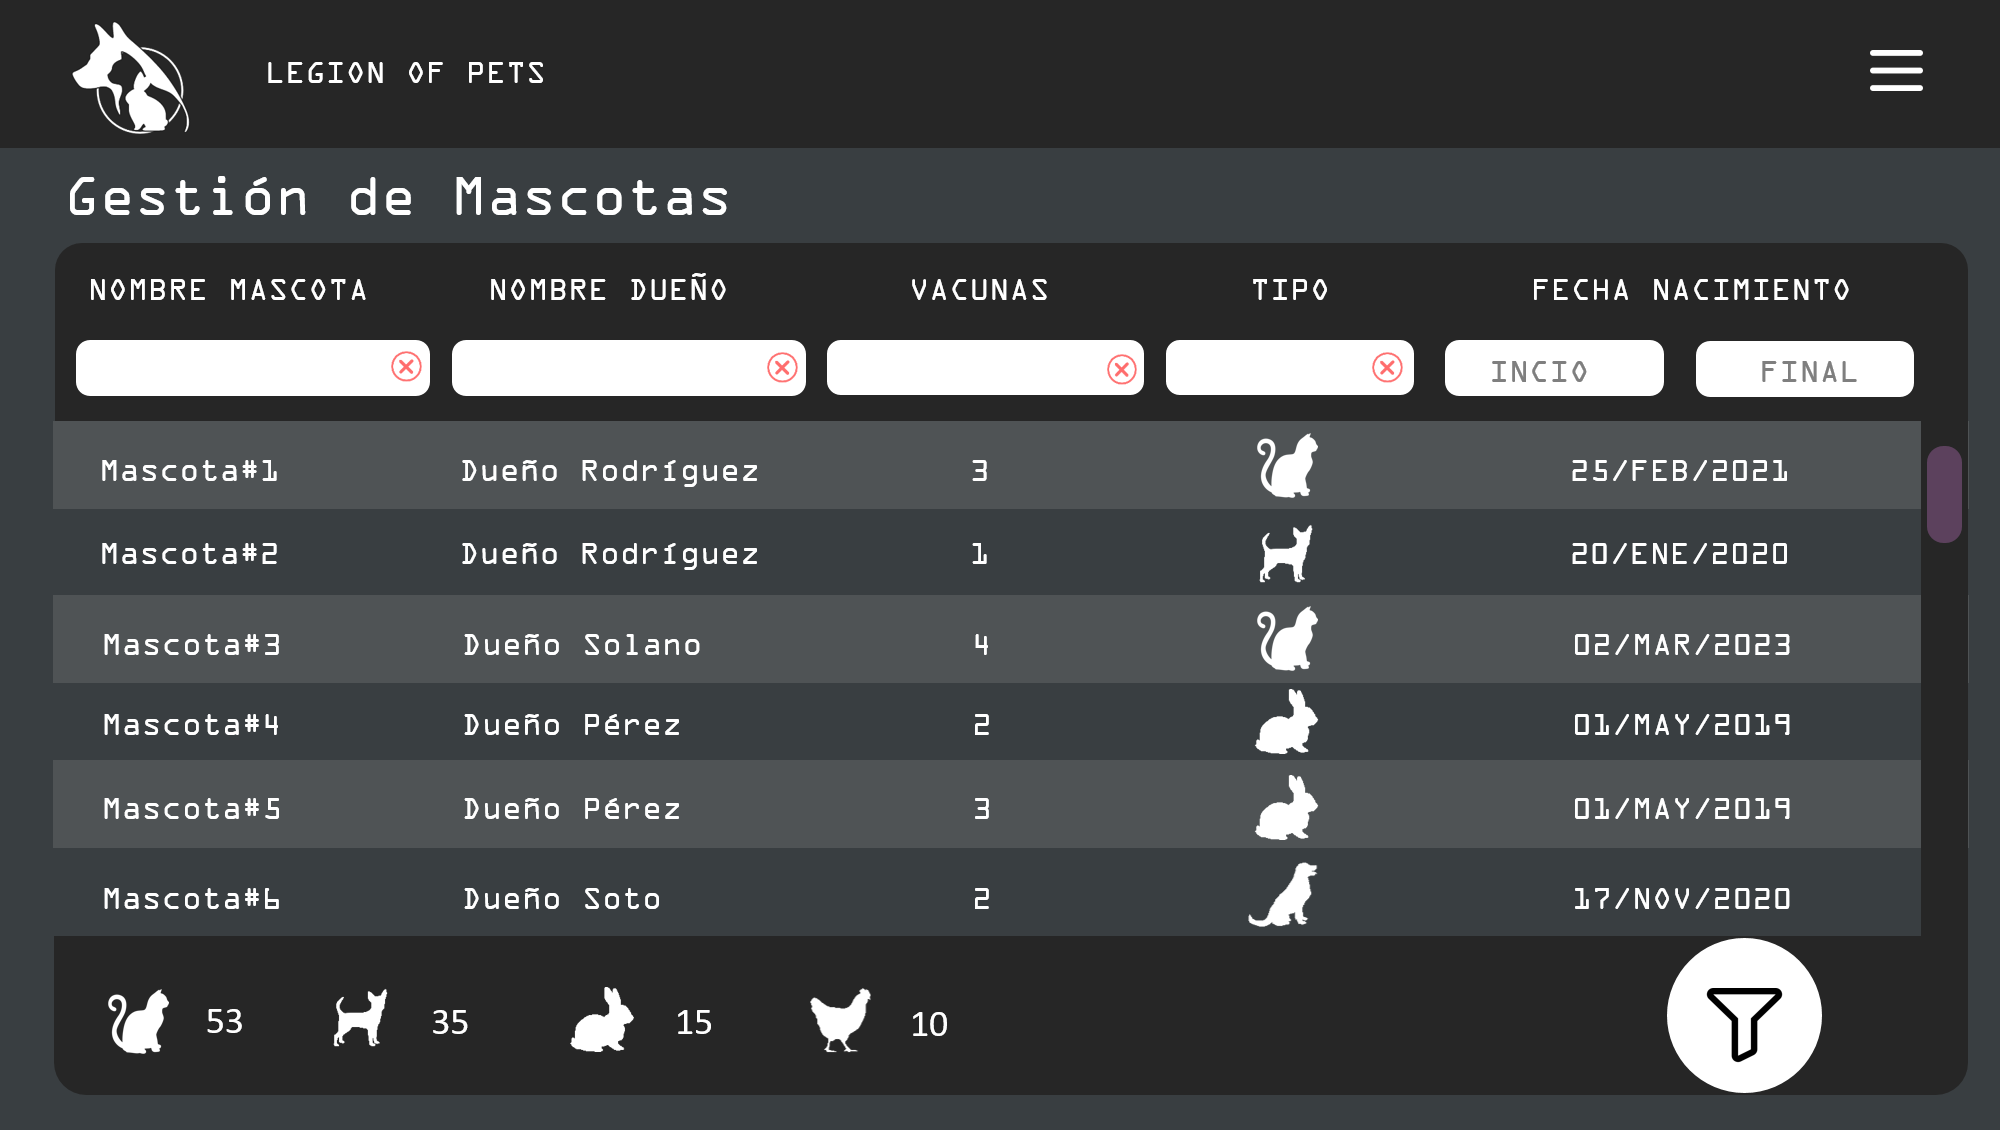 LEGION OF PETS
Gestión de Mascotas
NOMBRE MASCOTA NOMBRE DUEÑO VACUNAS TIPO FECHA NACIMIENTO
INCIO FINAL
Mascota#1 Dueño Rodríguez 3 25/FEB/2021
Mascota#2 Dueño Rodríguez 1 20/ENE/2020
Mascota#3 Dueño Solano 4 02/MAR/2023
Mascota#4 Dueño Pérez 2 01/MAY/2019
Mascota#5 Dueño Pérez 3 01/MAY/2019
Mascota#6 Dueño Soto 2 17/NOV/2020
53 35 15 10